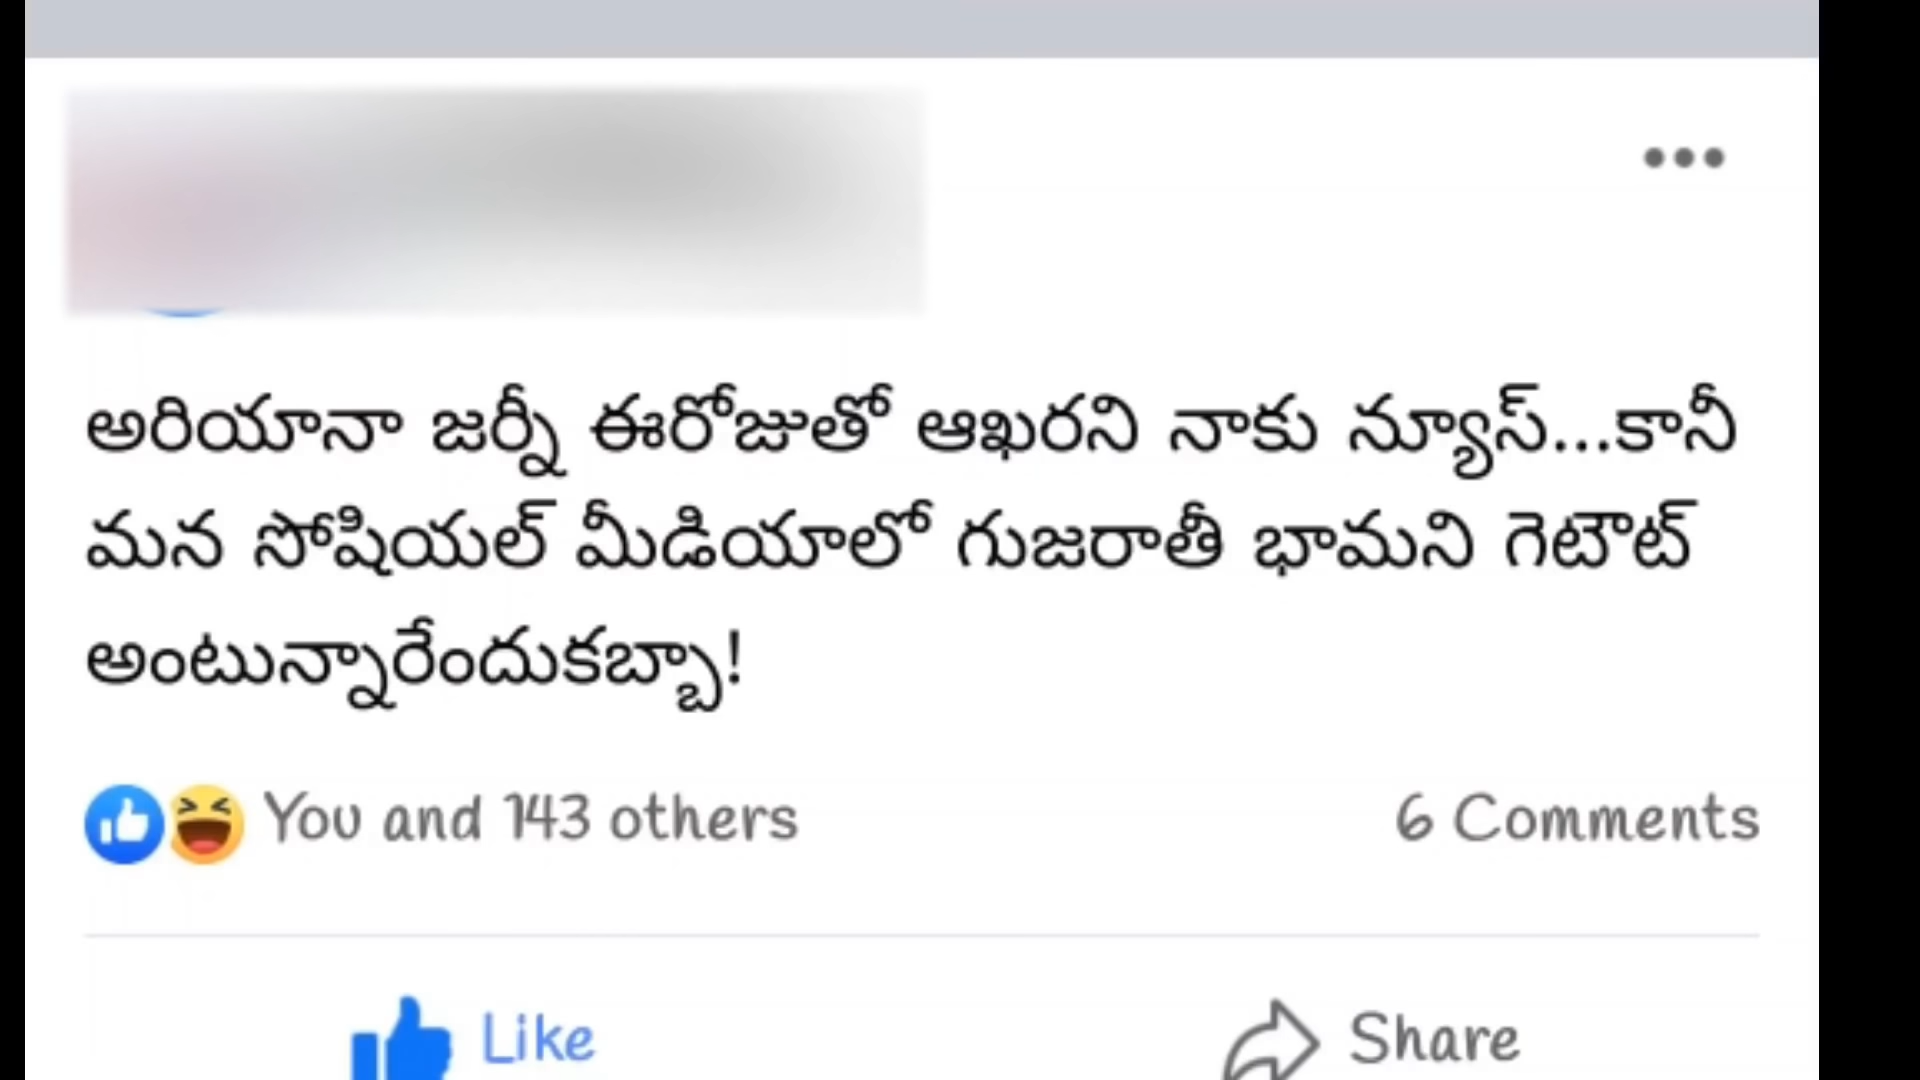 అరియానా జర్నీ ఈరోజుతో ఆఖరని నాకు న్యూస్...కానీ
మన సోషియల్ మీడియాలో గుజరాతీ భామని గెటౌట్
అంటున్నారేందుకబ్బా!
You and 143 others 6 Comments
Like Share